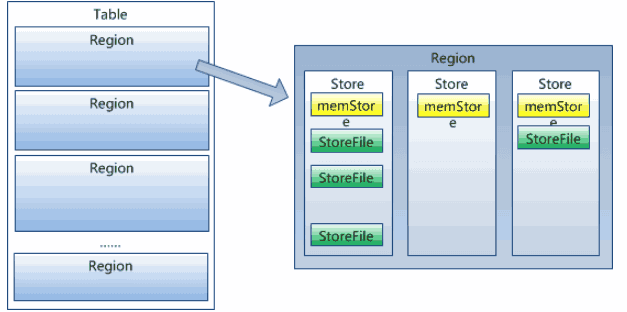 Table
Region
Region
Region
......
Region
Region
Store
memStor
e
StoreFile
StoreFile
StoreFile
Store
memStor
e
Store
memStor
e
StoreFile